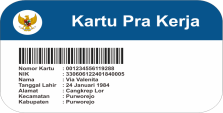 Kartu Pra Kerja
Nomor Kartu : 001234556119288
NIK : 330606122401840005
Nama : Via Valenita
Tanggal Lahir : 24 Januari 1984
Alamat : Cangkrep Lor
Kecamatan : Purworejo
Kabupaten : Purworejo